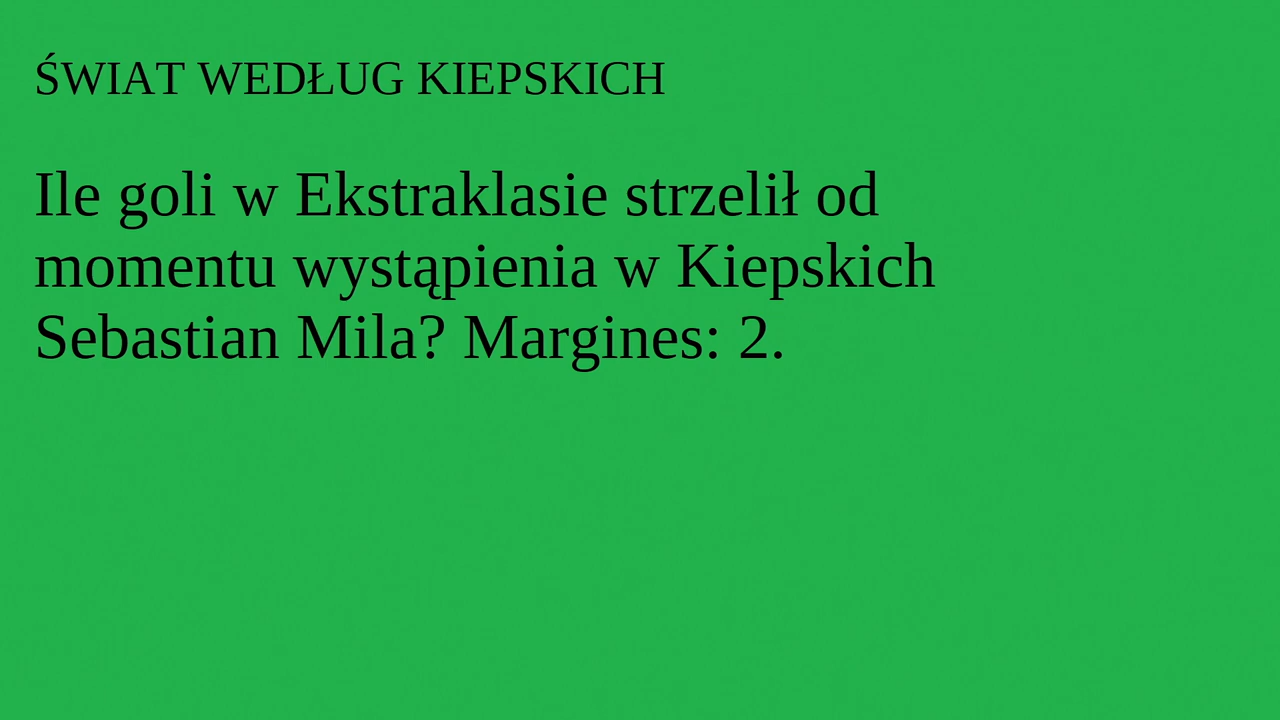 ŚWIAT WEDŁUG KIEPSKICH
Ile goli w Ekstraklasie strzelił od
momentu wystąpienia w Kiepskich
Sebastian Mila? Margines: 2.